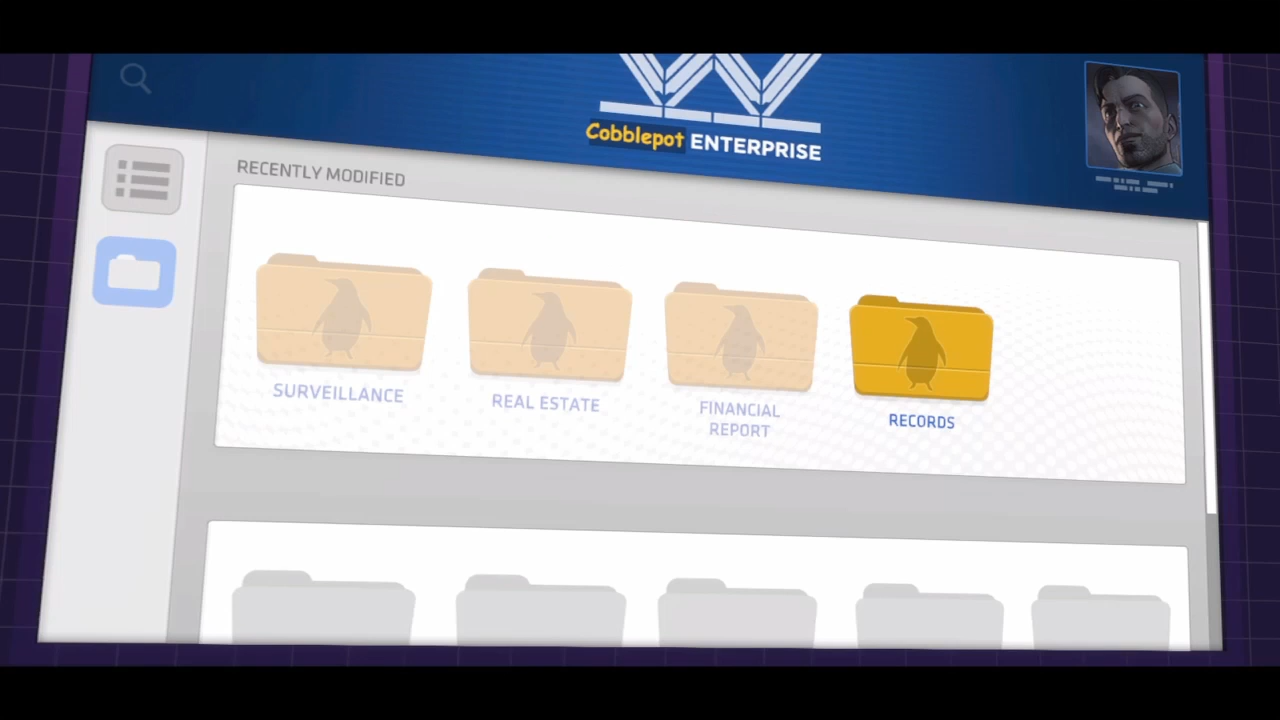 Cobblepot ENTERPRISE
RECENTLY MODIFIED
SURVEILLANCE
REAL ESTATE
FINANCIAL
REPORT
RECORDS